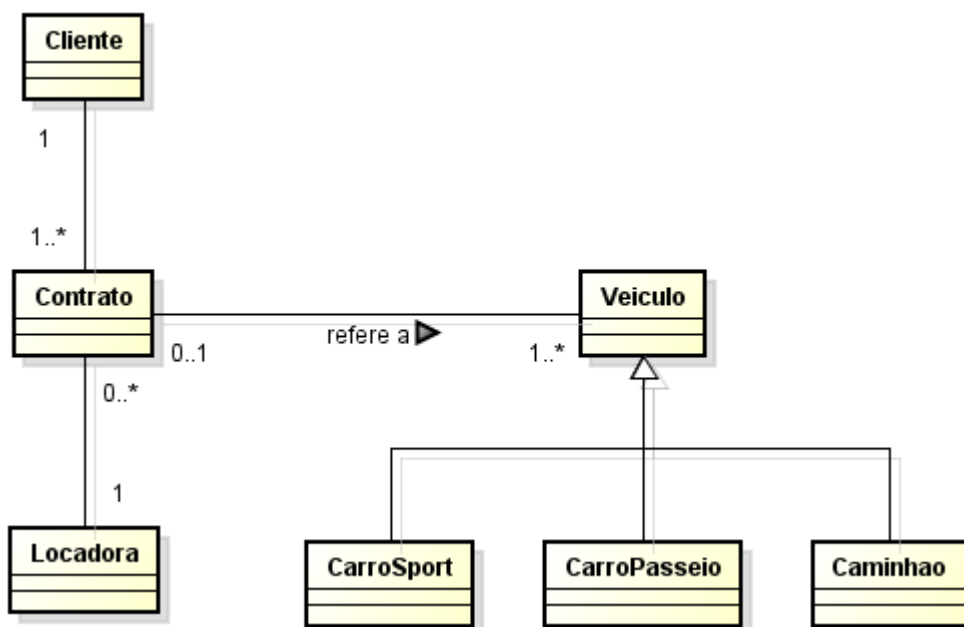 Cliente
1
1..*
Contrato
Veiculo
refere a
0..1
1..*
0..*
1
Locadora
CarroSport
CarroPasseio
Caminhao